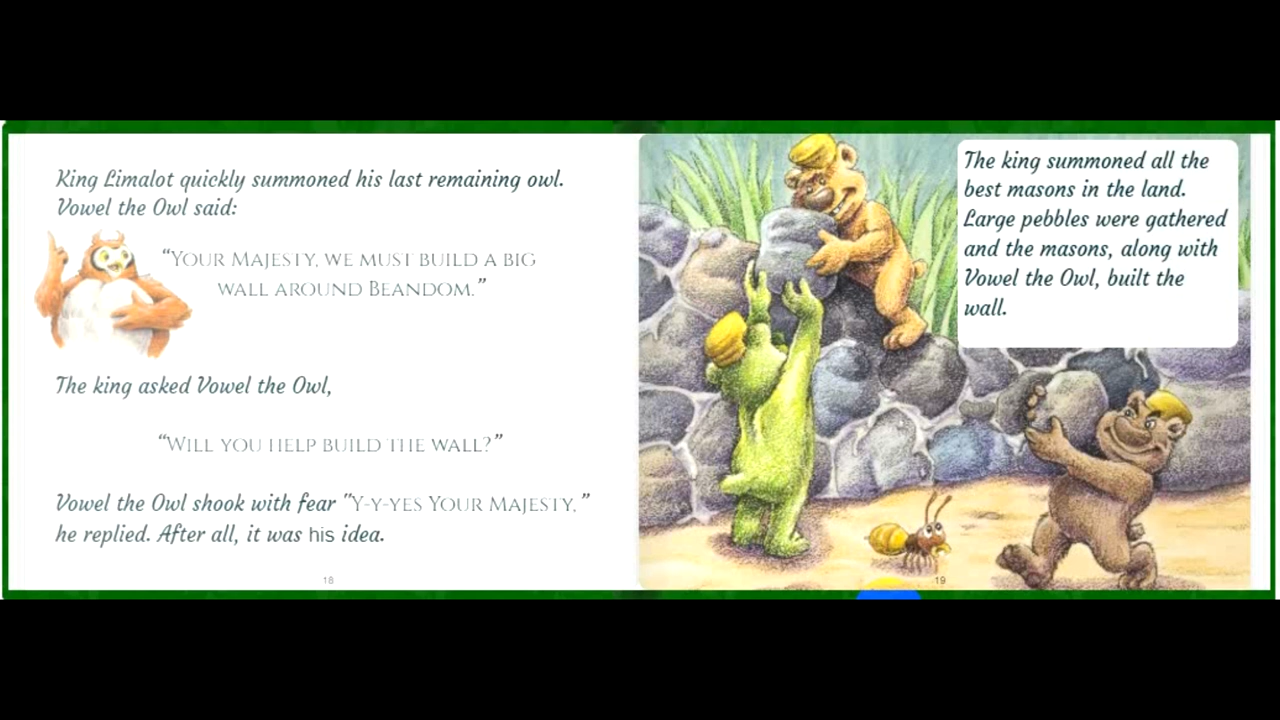 King Limalot quickly summoned his last remaining owl.
Vowel the Owl said:
“Your Majesty, we must build a big
wall around Beandom.”
The king asked Vowel the Owl,
“Will you help build the wall?”
Vowel the Owl shook with fear "Y-y-yes Your Majesty,”
he replied. After all, it was his idea.
18
The king summoned all the
best masons in the land.
Large pebbles were gathered
and the masons, along with
Vowel the Owl, built the
wall.
19